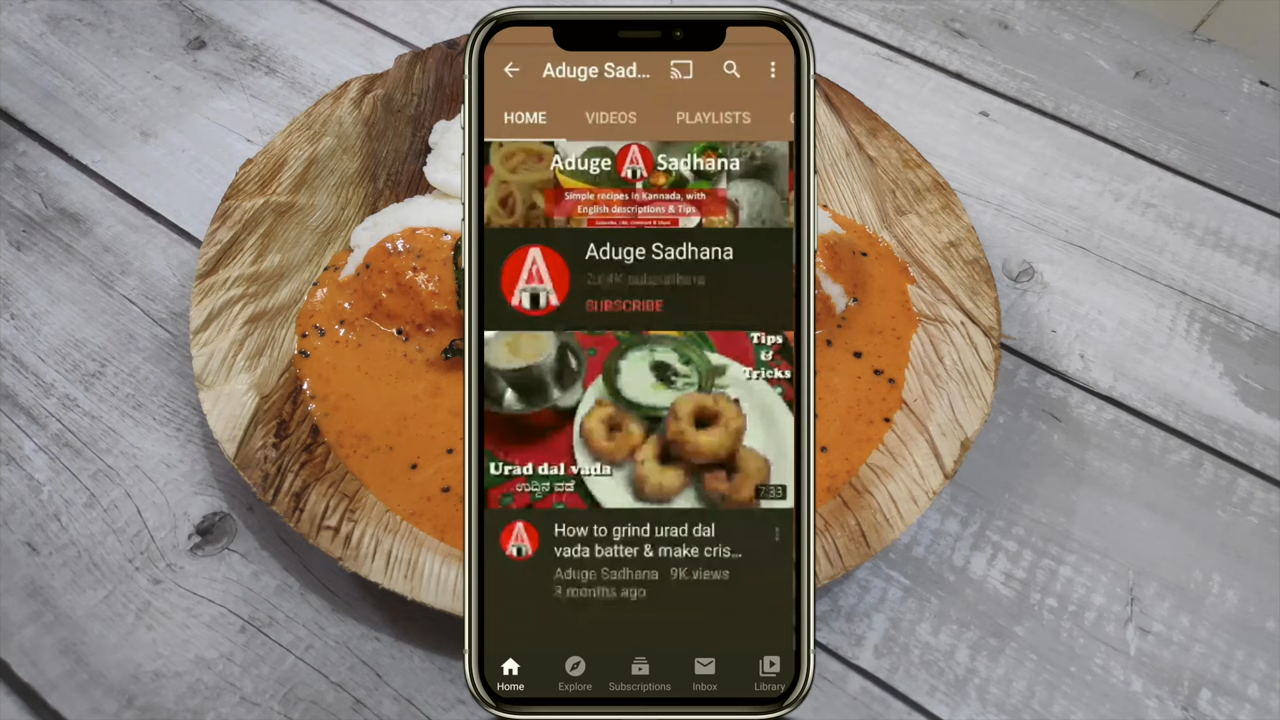 Aduge Sad...
HOME VIDEOS PLAYLISTS
Aduge Sadhana
Simple recipes in Kannada, with
English descriptions & Tips
Aduge Sadhana
SUBSCRIBE
Tips
&
Tricks
Urad dal vada
ಉದ್ದಿನ ವಡೆ
7:33
How to grind urad dal
vada batter & make cris...
Aduge Sadhana 9K views
3 months ago
Home Explore Subscriptions Inbox Library